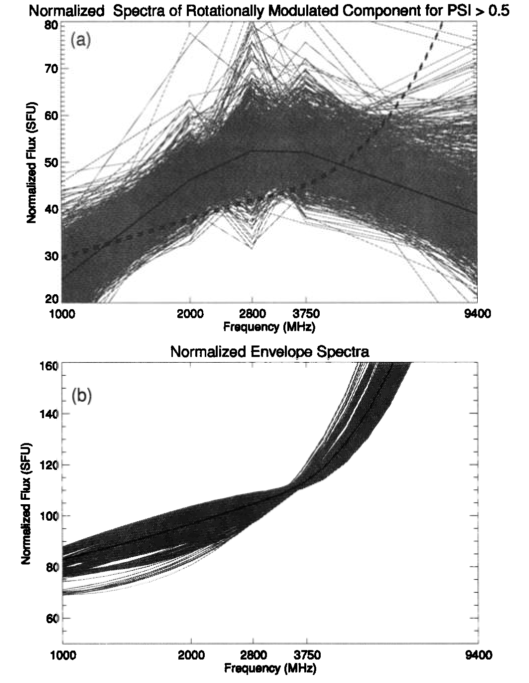 Normalized Spectra of Rotationally Modulated Component for PSI > 0.5
(a)
80
70
60
50
40
30
20
Normalized Flux (SFU)
1000 2000 2800 3750 9400
Frequency (MHz)
Normalized Envelope Spectra
(b)
160
140
120
100
80
60
Normalized Flux (SFU)
1000 2000 2800 3750 9400
Frequency (MHz)